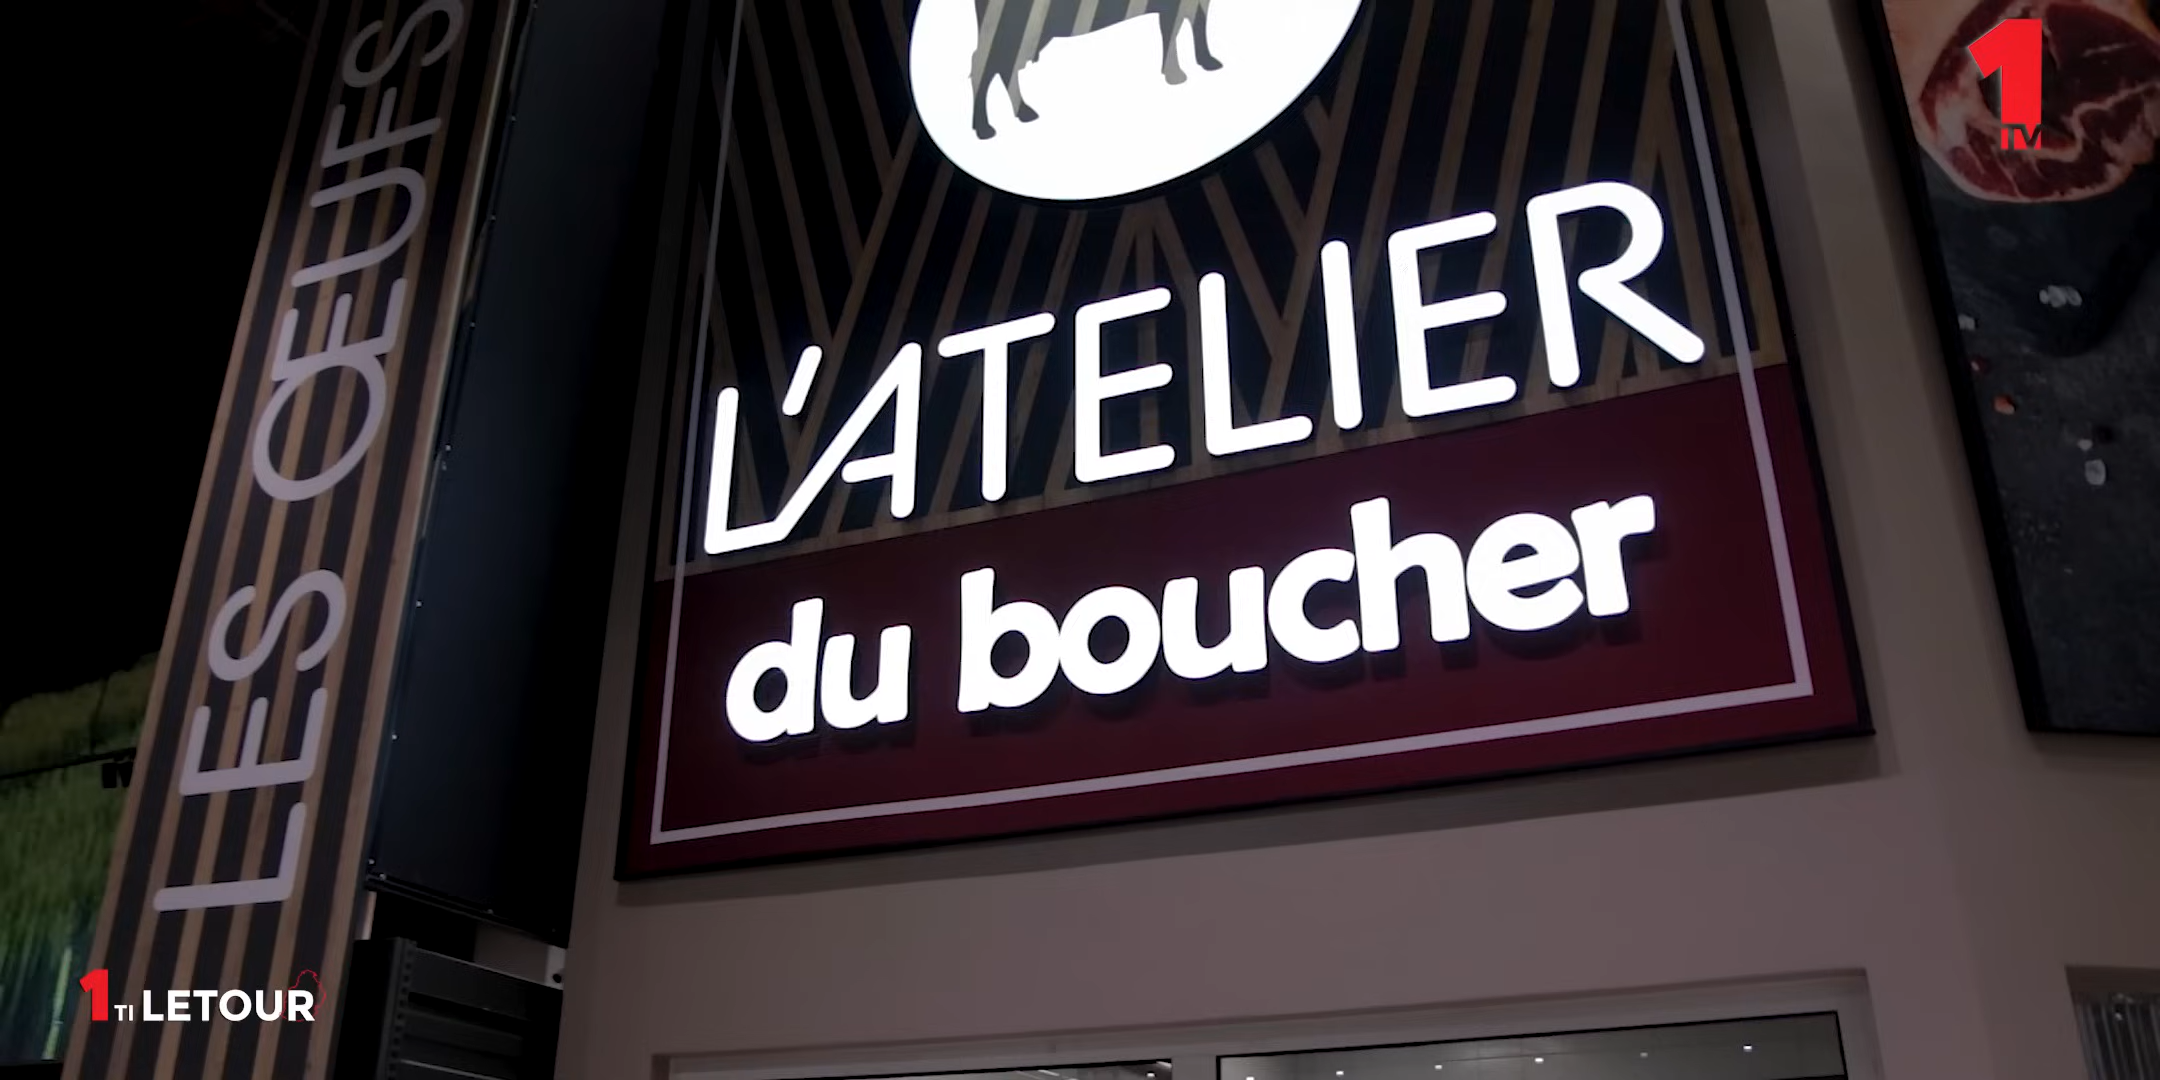 LES ŒUFS
L'ATELIER
du boucher
1
TV
1 TI LETOUR